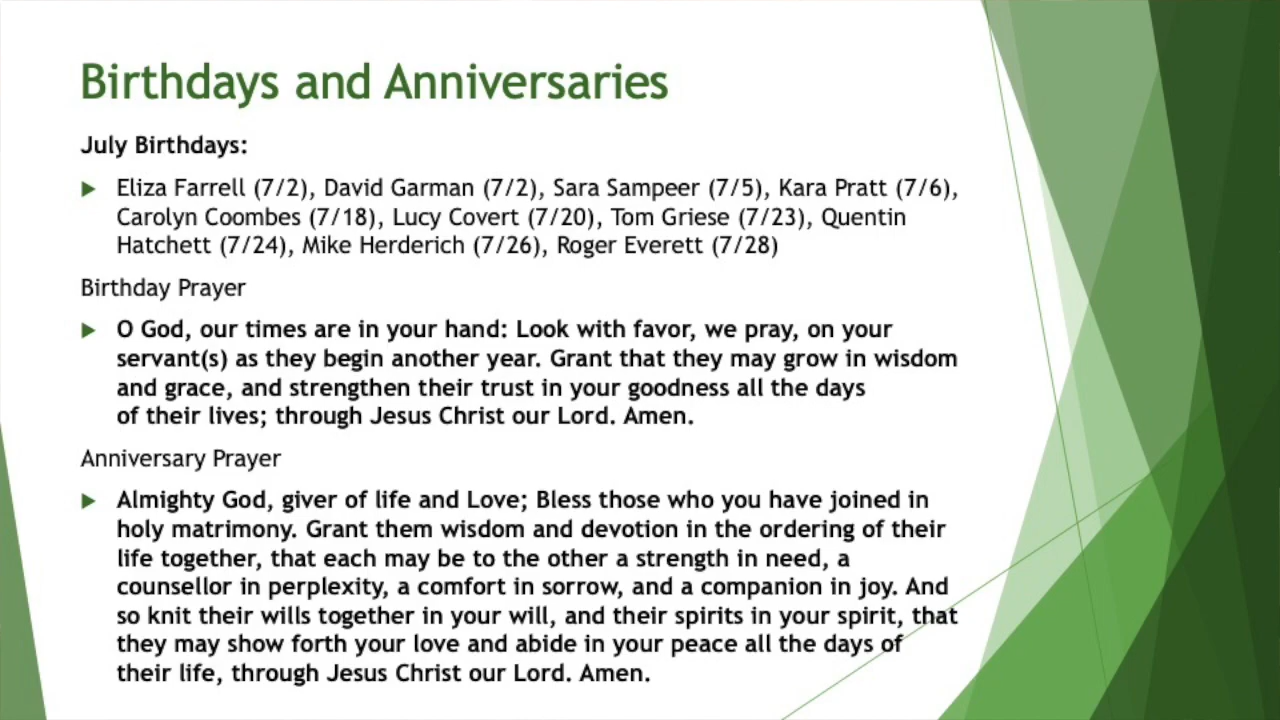 Birthdays and Anniversaries
July Birthdays:
Eliza Farrell (7/2), David Garman (7/2), Sara Sampeer (7/5), Kara Pratt (7/6),
Carolyn Coombes (7/18), Lucy Covert (7/20), Tom Griese (7/23), Quentin
Hatchett (7/24), Mike Herderich (7/26), Roger Everett (7/28)
Birthday Prayer
O God, our times are in your hand: Look with favor, we pray, on your
servant(s) as they begin another year. Grant that they may grow in wisdom
and grace, and strengthen their trust in your goodness all the days
of their lives; through Jesus Christ our Lord. Amen.
Anniversary Prayer
Almighty God, giver of life and Love; Bless those who you have joined in
holy matrimony. Grant them wisdom and devotion in the ordering of their
life together, that each may be to the other a strength in need, a
counsellor in perplexity, a comfort in sorrow, and a companion in joy. And
so knit their wills together in your will, and their spirits in your spirit, that
they may show forth your love and abide in your peace all the days of
their life, through Jesus Christ our Lord. Amen.